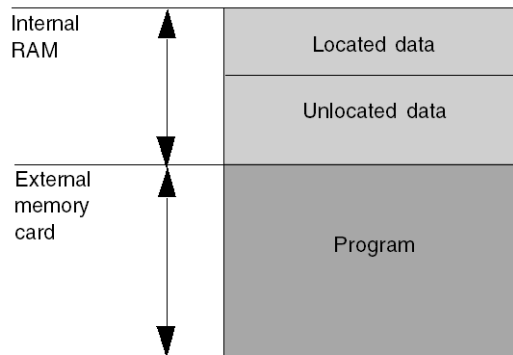 Internal
RAM
Located data
Unlocated data
External
memory
card
Program